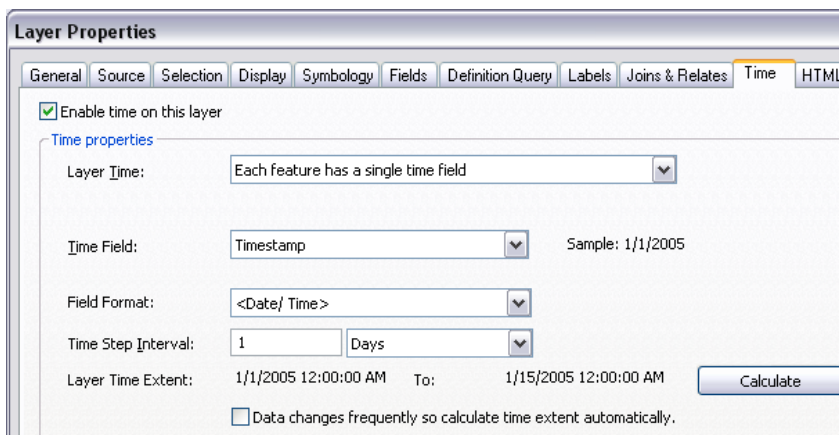 Layer Properties
General Source Selection Display Symbology Fields Definition Query Labels Joins & Relates Time HTML
Enable time on this layer
Time properties
Layer Time: Each feature has a single time field
Time Field: Timestamp Sample: 1/1/2005
Field Format: <Date/ Time>
Time Step Interval: 1 Days
Layer Time Extent: 1/1/2005 12:00:00 AM To: 1/15/2005 12:00:00 AM Calculate
Data changes frequently so calculate time extent automatically.